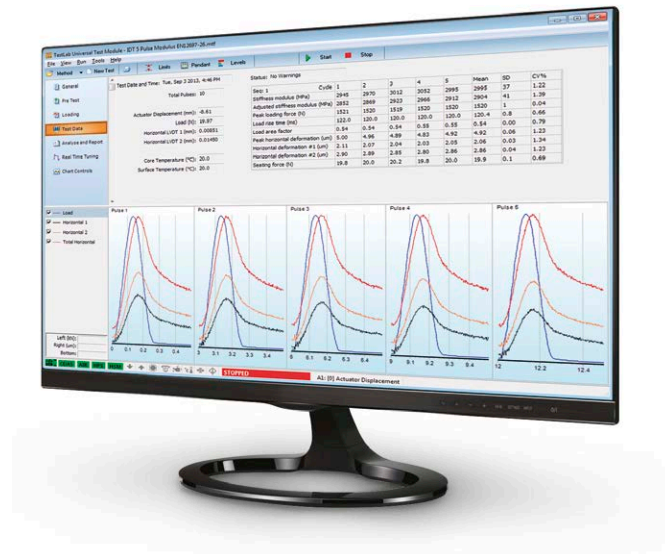 TestLab Universal Test Module - IDT 5 Pulse Modulus EN12697-26.mtf
File View Run Tools Help
Method New Test Limits Pendant Levels Start Stop
General
Pre Test
Loading
Test Data
Analyse and Report
Real Time Tuning
Chart Controls
Test Date and Time: Tue, Sep 3 2013, 4:46 PM
Total Pulses: 10
Actuator Displacement (mm): -8.61
Load (N): 19.97
Horizontal LVDT 1 (mm): 0.00851
Horizontal LVDT 2 (mm): 0.01450
Core Temperature (°C): 20.0
Surface Temperature (°C): 20.0
Status: No Warnings
Seq: 1 Cycle 1 2 3 4 5 Mean SD CV%
Stiffness modulus (MPa) 2945 2970 3012 3052 2995 2995 37 1.22
Adjusted stiffness modulus (MPa) 2852 2869 2923 2966 2912 2904 41 1.39
Peak loading force (N) 1521 1520 1519 1520 1520 1520 1 0.04
Load rise time (ms) 122.0 120.0 120.0 120.0 120.0 120.4 0.8 0.66
Load area factor 0.54 0.54 0.54 0.55 0.55 0.54 0.00 0.79
Peak horizontal deformation (um) 5.00 4.96 4.89 4.83 4.92 4.92 0.06 1.23
Horizontal deformation #1 (um) 2.11 2.07 2.04 2.03 2.05 2.06 0.03 1.34
Horizontal deformation #2 (um) 2.90 2.89 2.85 2.80 2.86 2.86 0.04 1.23
Seating force (N) 19.8 20.0 20.2 19.8 20.0 19.9 0.1 0.69
Load
Horizontal 1
Horizontal 2
Total Horizontal
Pulse 1 Pulse 2 Pulse 3 Pulse 4 Pulse 5
0 0.1 0.2 0.3 0.4
3 3.1 3.2 3.3 3.4
6 6.1 6.2 6.3 6.4
9 9.1 9.2 9.3 9.4
12 12.2 12.4
Left (kN):
Right (um):
Bottom:
STOPPED
A1: [0] Actuator Displacement